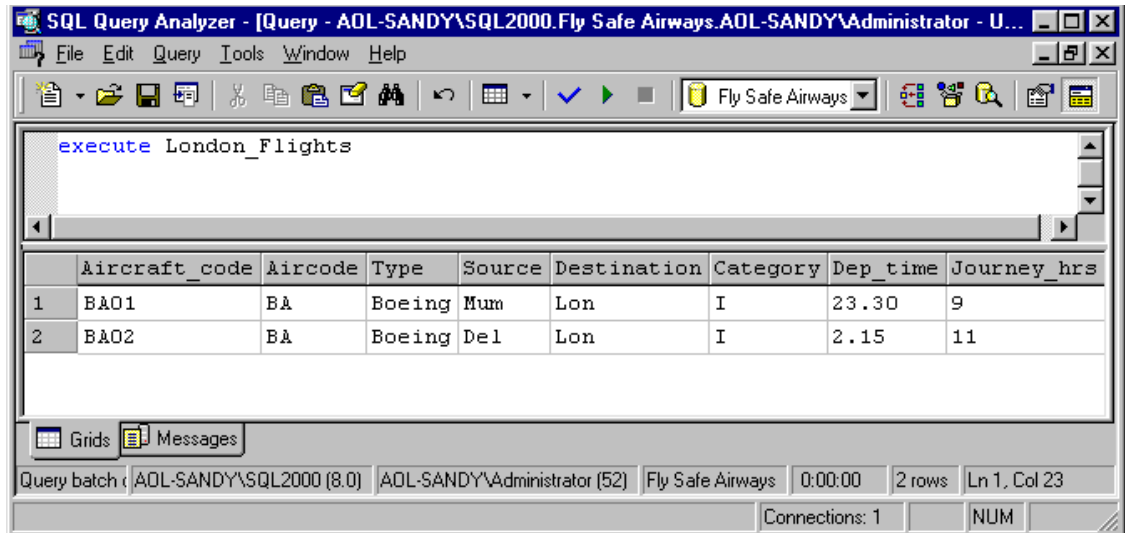 SQL Query Analyzer - [Query - AOL-SANDY\SQL2000.Fly Safe Airways.AOL-SANDY\Administrator - U...
File Edit Query Tools Window Help
Fly Safe Airways
execute London_Flights
Aircraft_code Aircode Type Source Destination Category Dep_time Journey_hrs
1 BA01 BA Boeing Mum Lon I 23.30 9
2 BA02 BA Boeing Del Lon I 2.15 11
Grids Messages
Query batch AOL-SANDY\SQL2000 (8.0) AOL-SANDY\Administrator (52) Fly Safe Airways 0:00:00 2 rows Ln 1, Col 23
Connections: 1 NUM